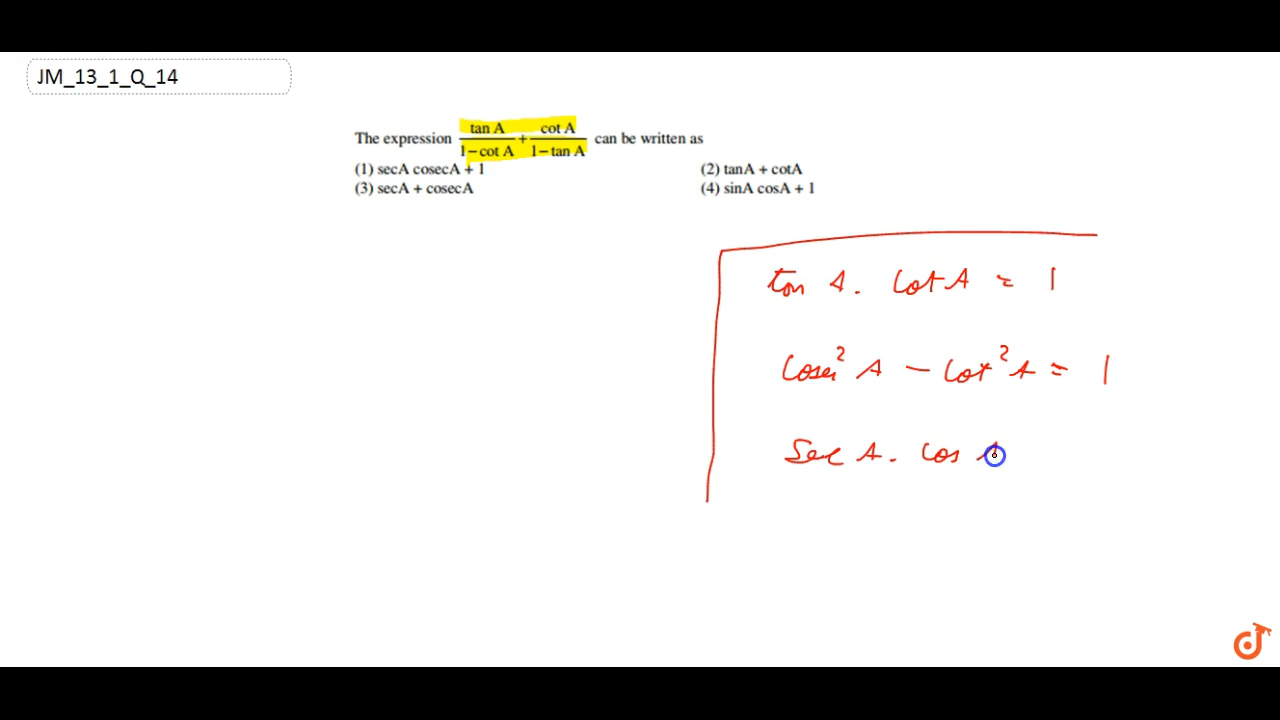 JM_13_1_Q_14
The expression tan A / 1−cot A + cot A / 1−tan A can be written as
(1) secA cosecA + 1 (2) tanA + cotA
(3) secA + cosecA (4) sinA cosA + 1
tan A. cot A = 1
cosec² A − cot² A = 1
Sec A. cos A